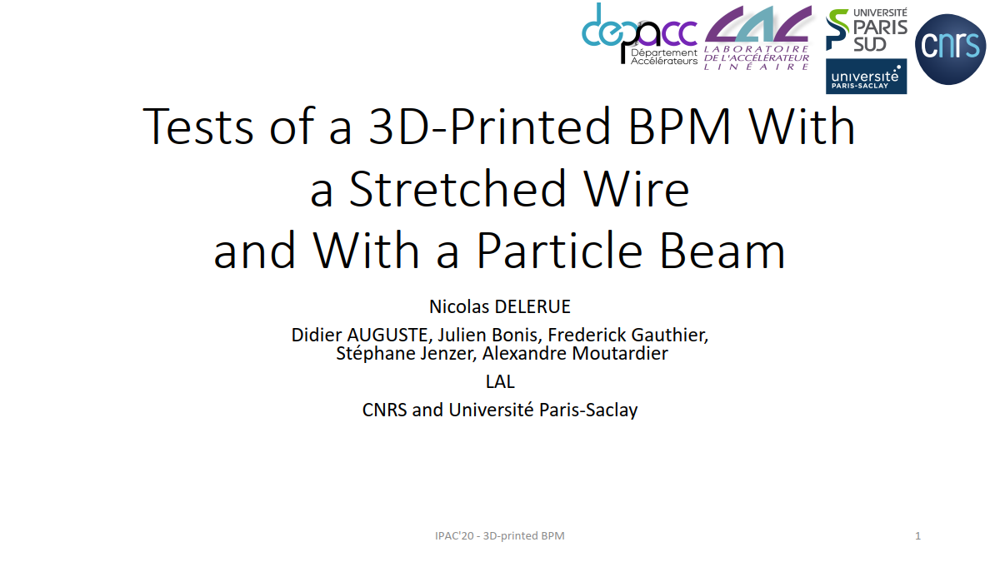 depacc
Département
Accélérateurs
LAL
LABORATOIRE
DE L'ACCÉLÉRATEUR
LINÉAIRE
UNIVERSITÉ
PARIS
SUD
université
PARIS-SACLAY
cnrs
Tests of a 3D-Printed BPM With
a Stretched Wire
and With a Particle Beam
Nicolas DELERUE
Didier AUGUSTE, Julien Bonis, Frederick Gauthier,
Stéphane Jenzer, Alexandre Moutardier
LAL
CNRS and Université Paris-Saclay
IPAC'20 - 3D-printed BPM
1